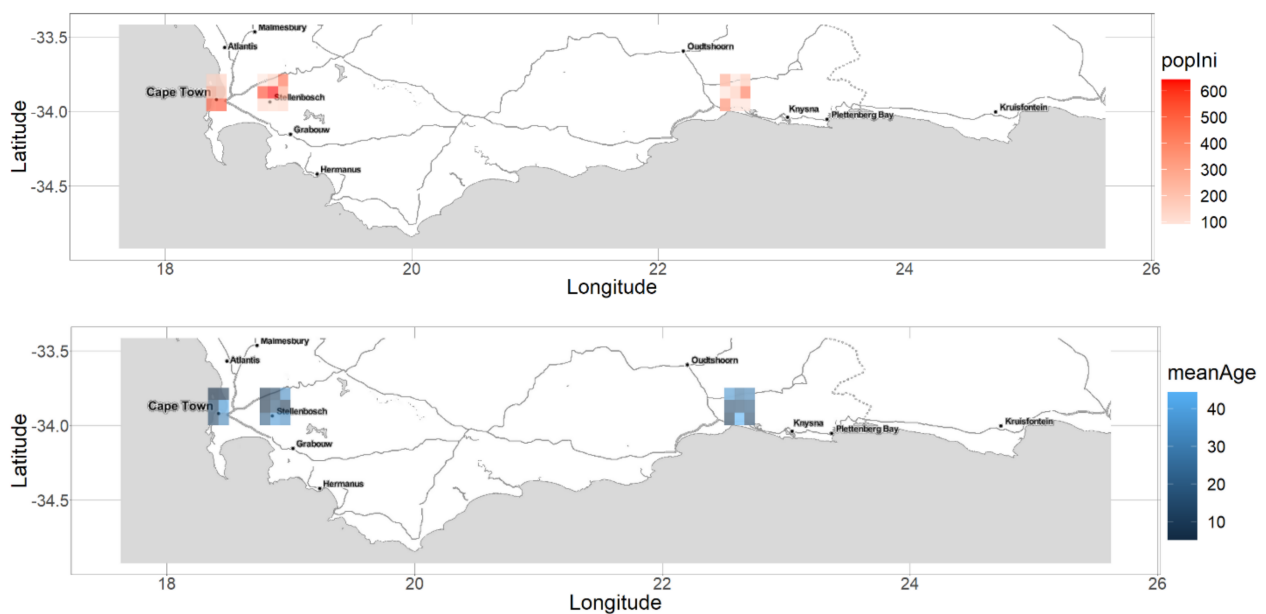 Malmesbury
-33.5
Atlantis
Oudtshoorn
popIni
Cape Town
600
Stellenbosch
500
Latitude
-34.0
Knysna
Kruisfontein
Plettenberg Bay
400
Grabouw
300
Hermanus
200
-34.5
100
18
20
22
24
26
Longitude
Malmesbury
-33.5
Atlantis
Oudtshoorn
meanAge
Cape Town
40
Stellenbosch
Latitude
-34.0
Knysna
Kruisfontein
Plettenberg Bay
30
Grabouw
20
Hermanus
-34.5
10
18
20
22
24
26
Longitude